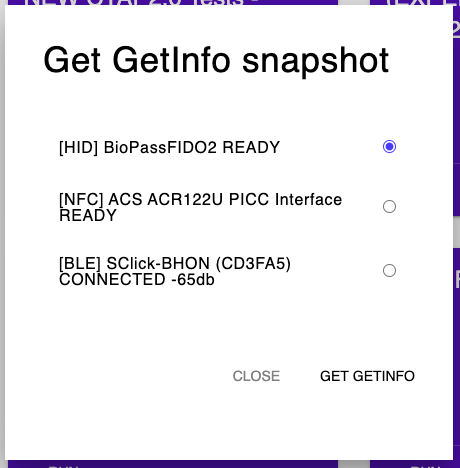 Get GetInfo snapshot
[HID] BioPassFIDO2 READY
[NFC] ACS ACR122U PICC Interface
READY
[BLE] SClick-BHON (CD3FA5)
CONNECTED -65db
CLOSE
GET GETINFO